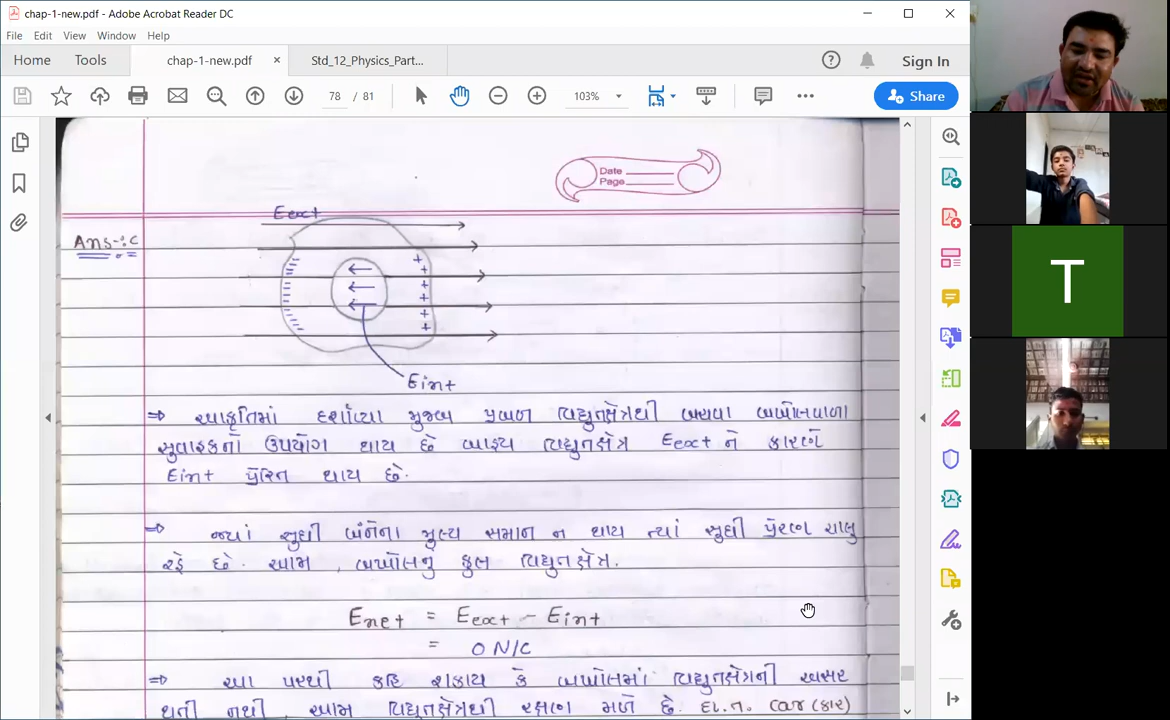 chap-1-new.pdf - Adobe Acrobat Reader DC
File Edit View Window Help
Home Tools chap-1-new.pdf × Std_12_Physics_Part... Sign In
78 / 81 103% Share
Date
Page
Eext
Ans-:C
Eint
⇒ આકૃતિમાં દર્શાવ્યા મુજબ પ્રબળ વિદ્યુતક્ષેત્રથી બચવા બખોલવાળા
સુવાહકનો ઉપયોગ થાય છે બાહ્ય વિદ્યુતક્ષેત્ર Eext ને કારણે
Eint પ્રેરિત થાય છે.
⇒ જ્યાં સુધી બંનેના મુલ્ય સમાન ન થાય ત્યાં સુધી પ્રેરણ ચાલુ
રહે છે. આમ, બખોલનું કુલ વિદ્યુતક્ષેત્ર.
Enet = Eext - Eint
= 0 N/C
⇒ આ પરથી કહિ શકાય કે બખોલમાં વિદ્યુતક્ષેત્રની અસર
થતી નથી. આમ વિદ્યુતક્ષેત્રથી રક્ષણ મળે છે. દા.ત. car (કાર)
T